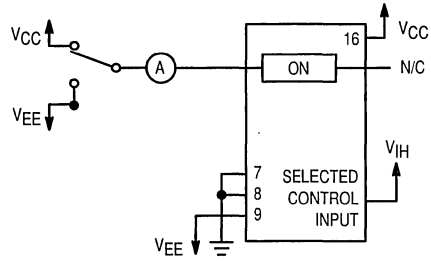 VCC
16
VCC
A
ON
N/C
VEE
VIH
7
SELECTED
8
CONTROL
9
INPUT
VEE